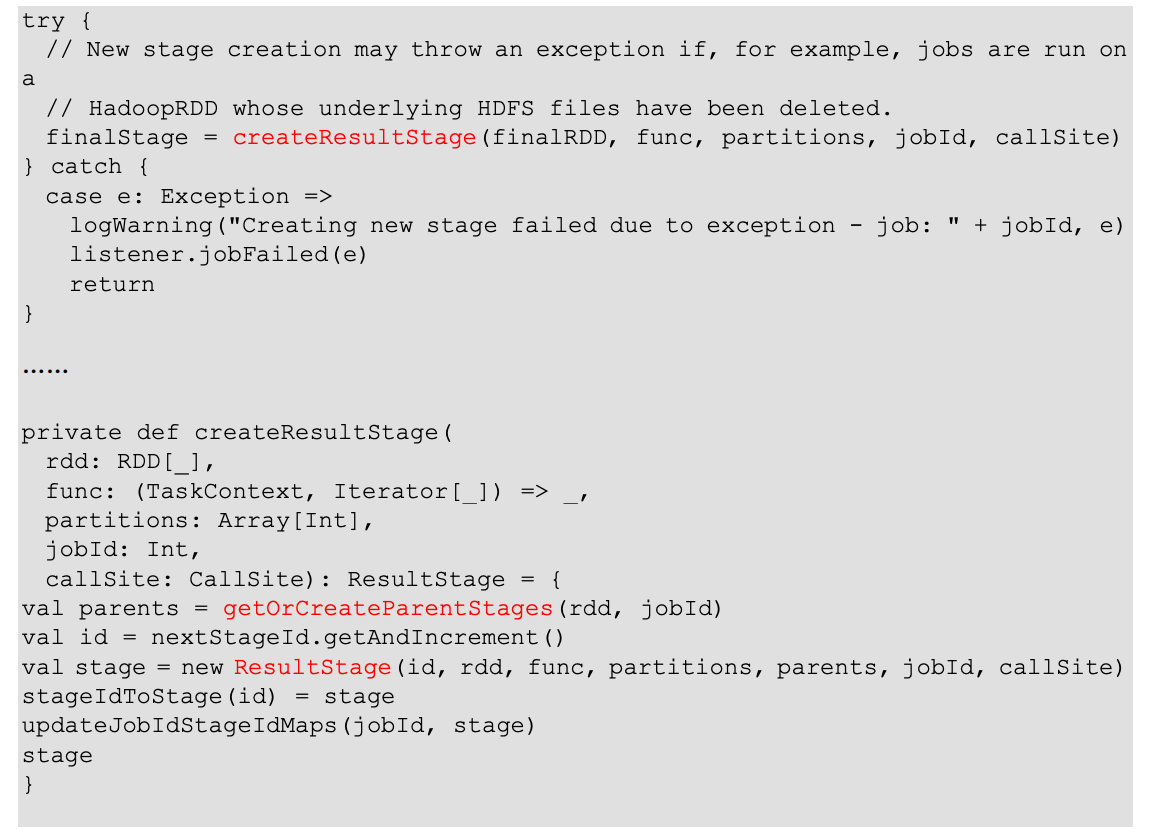 try {
// New stage creation may throw an exception if, for example, jobs are run on
a
// HadoopRDD whose underlying HDFS files have been deleted.
finalStage = createResultStage(finalRDD, func, partitions, jobId, callSite)
} catch {
case e: Exception =>
logWarning("Creating new stage failed due to exception - job: " + jobId, e)
listener.jobFailed(e)
return
}
……
private def createResultStage(
rdd: RDD[_],
func: (TaskContext, Iterator[_]) => _,
partitions: Array[Int],
jobId: Int,
callSite: CallSite): ResultStage = {
val parents = getOrCreateParentStages(rdd, jobId)
val id = nextStageId.getAndIncrement()
val stage = new ResultStage(id, rdd, func, partitions, parents, jobId, callSite)
stageIdToStage(id) = stage
updateJobIdStageIdMaps(jobId, stage)
stage
}